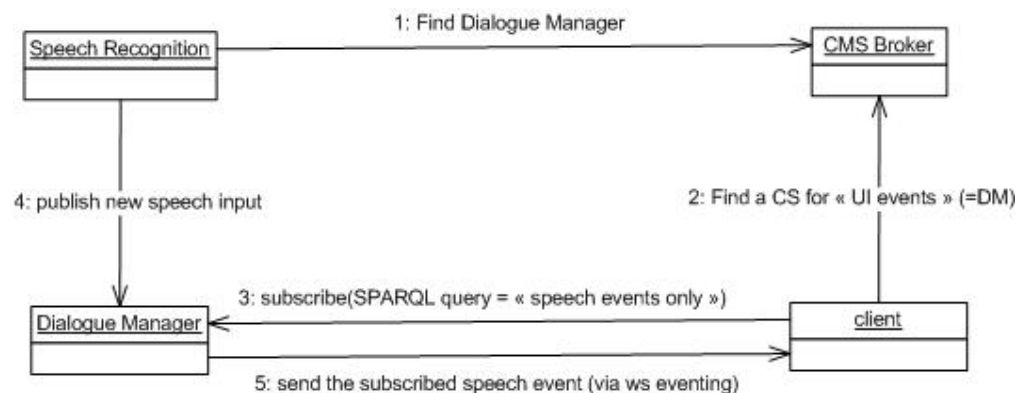 1: Find Dialogue Manager
Speech Recognition
CMS Broker
4: publish new speech input
2: Find a CS for « UI events » (=DM)
3: subscribe(SPARQL query = « speech events only »)
Dialogue Manager
client
5: send the subscribed speech event (via ws eventing)